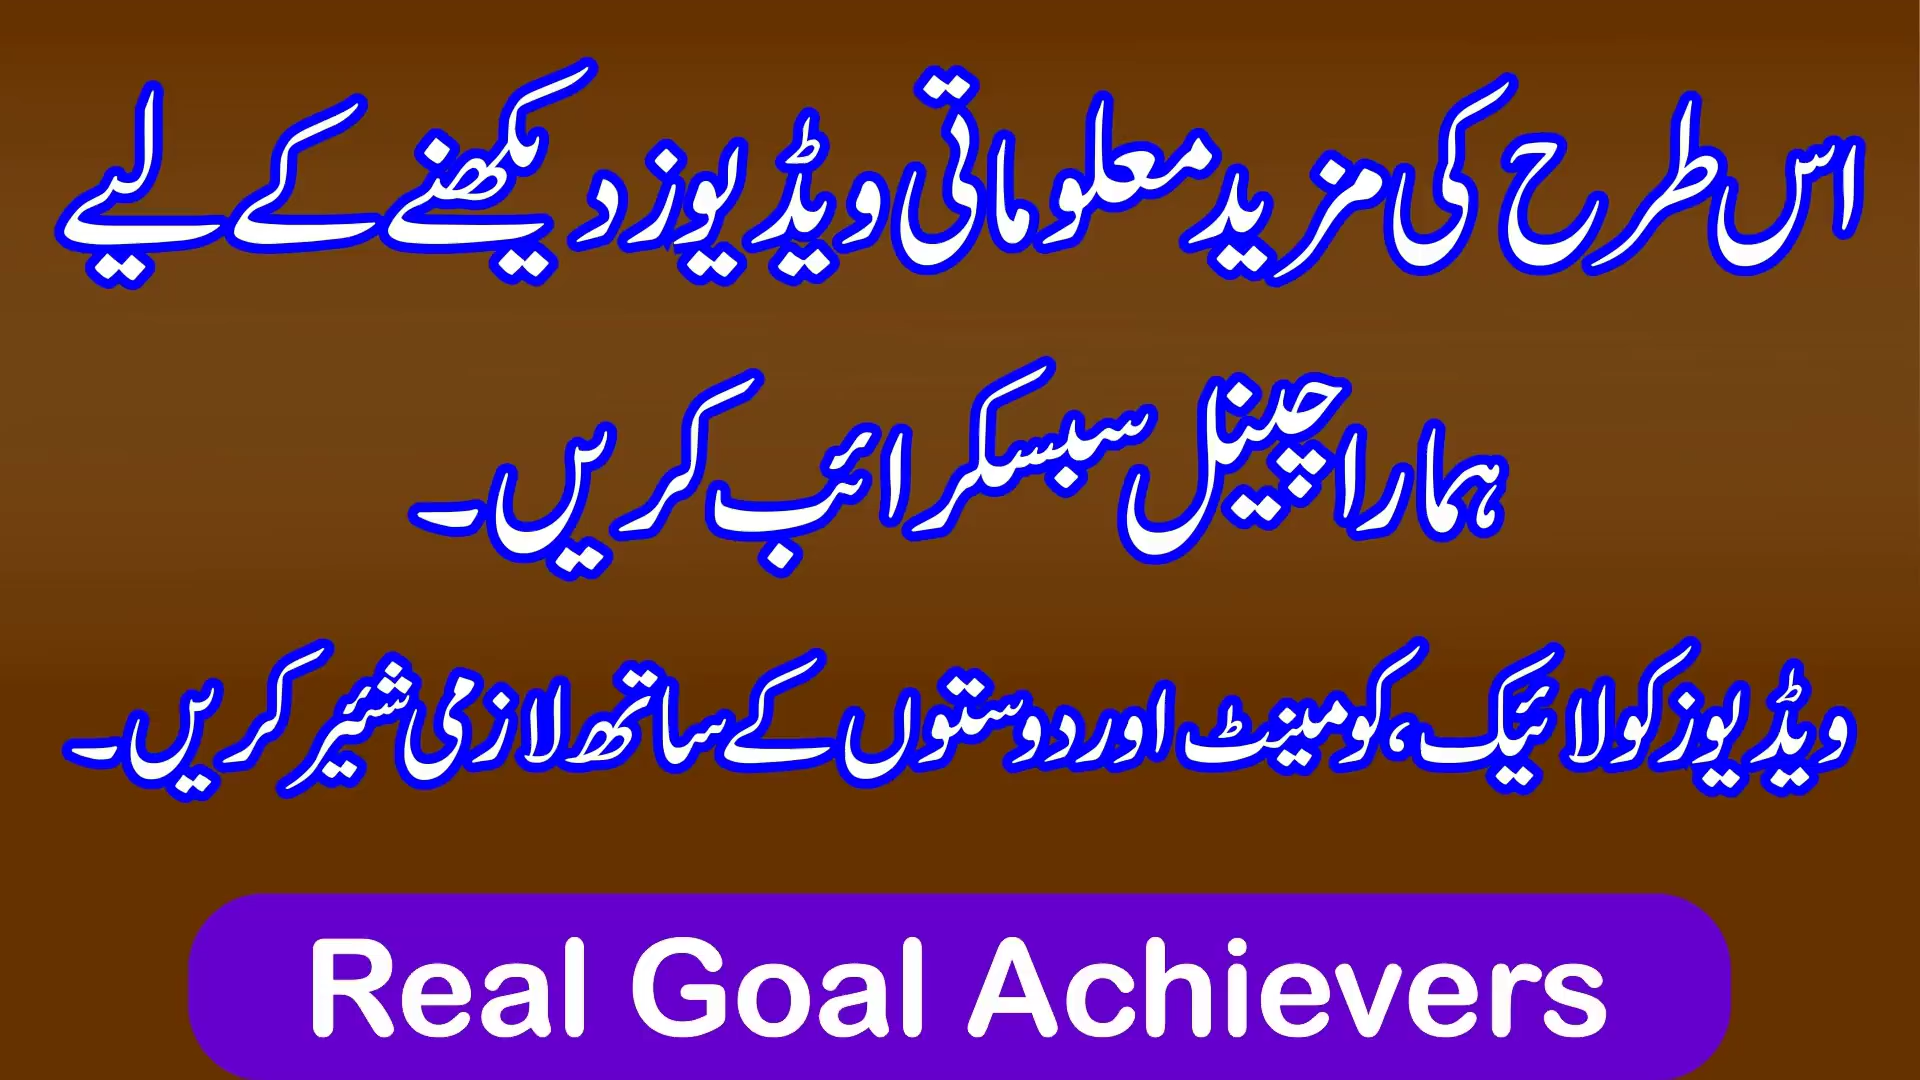 اس طرح کی مزید معلوماتی ویڈیوز دیکھنے کے لیے
ہمارا چینل سبسکرائب کریں۔
ویڈیوز کو لائیک، کومینٹ اور دوستوں کے ساتھ لازمی شئیر کریں۔
Real Goal Achievers